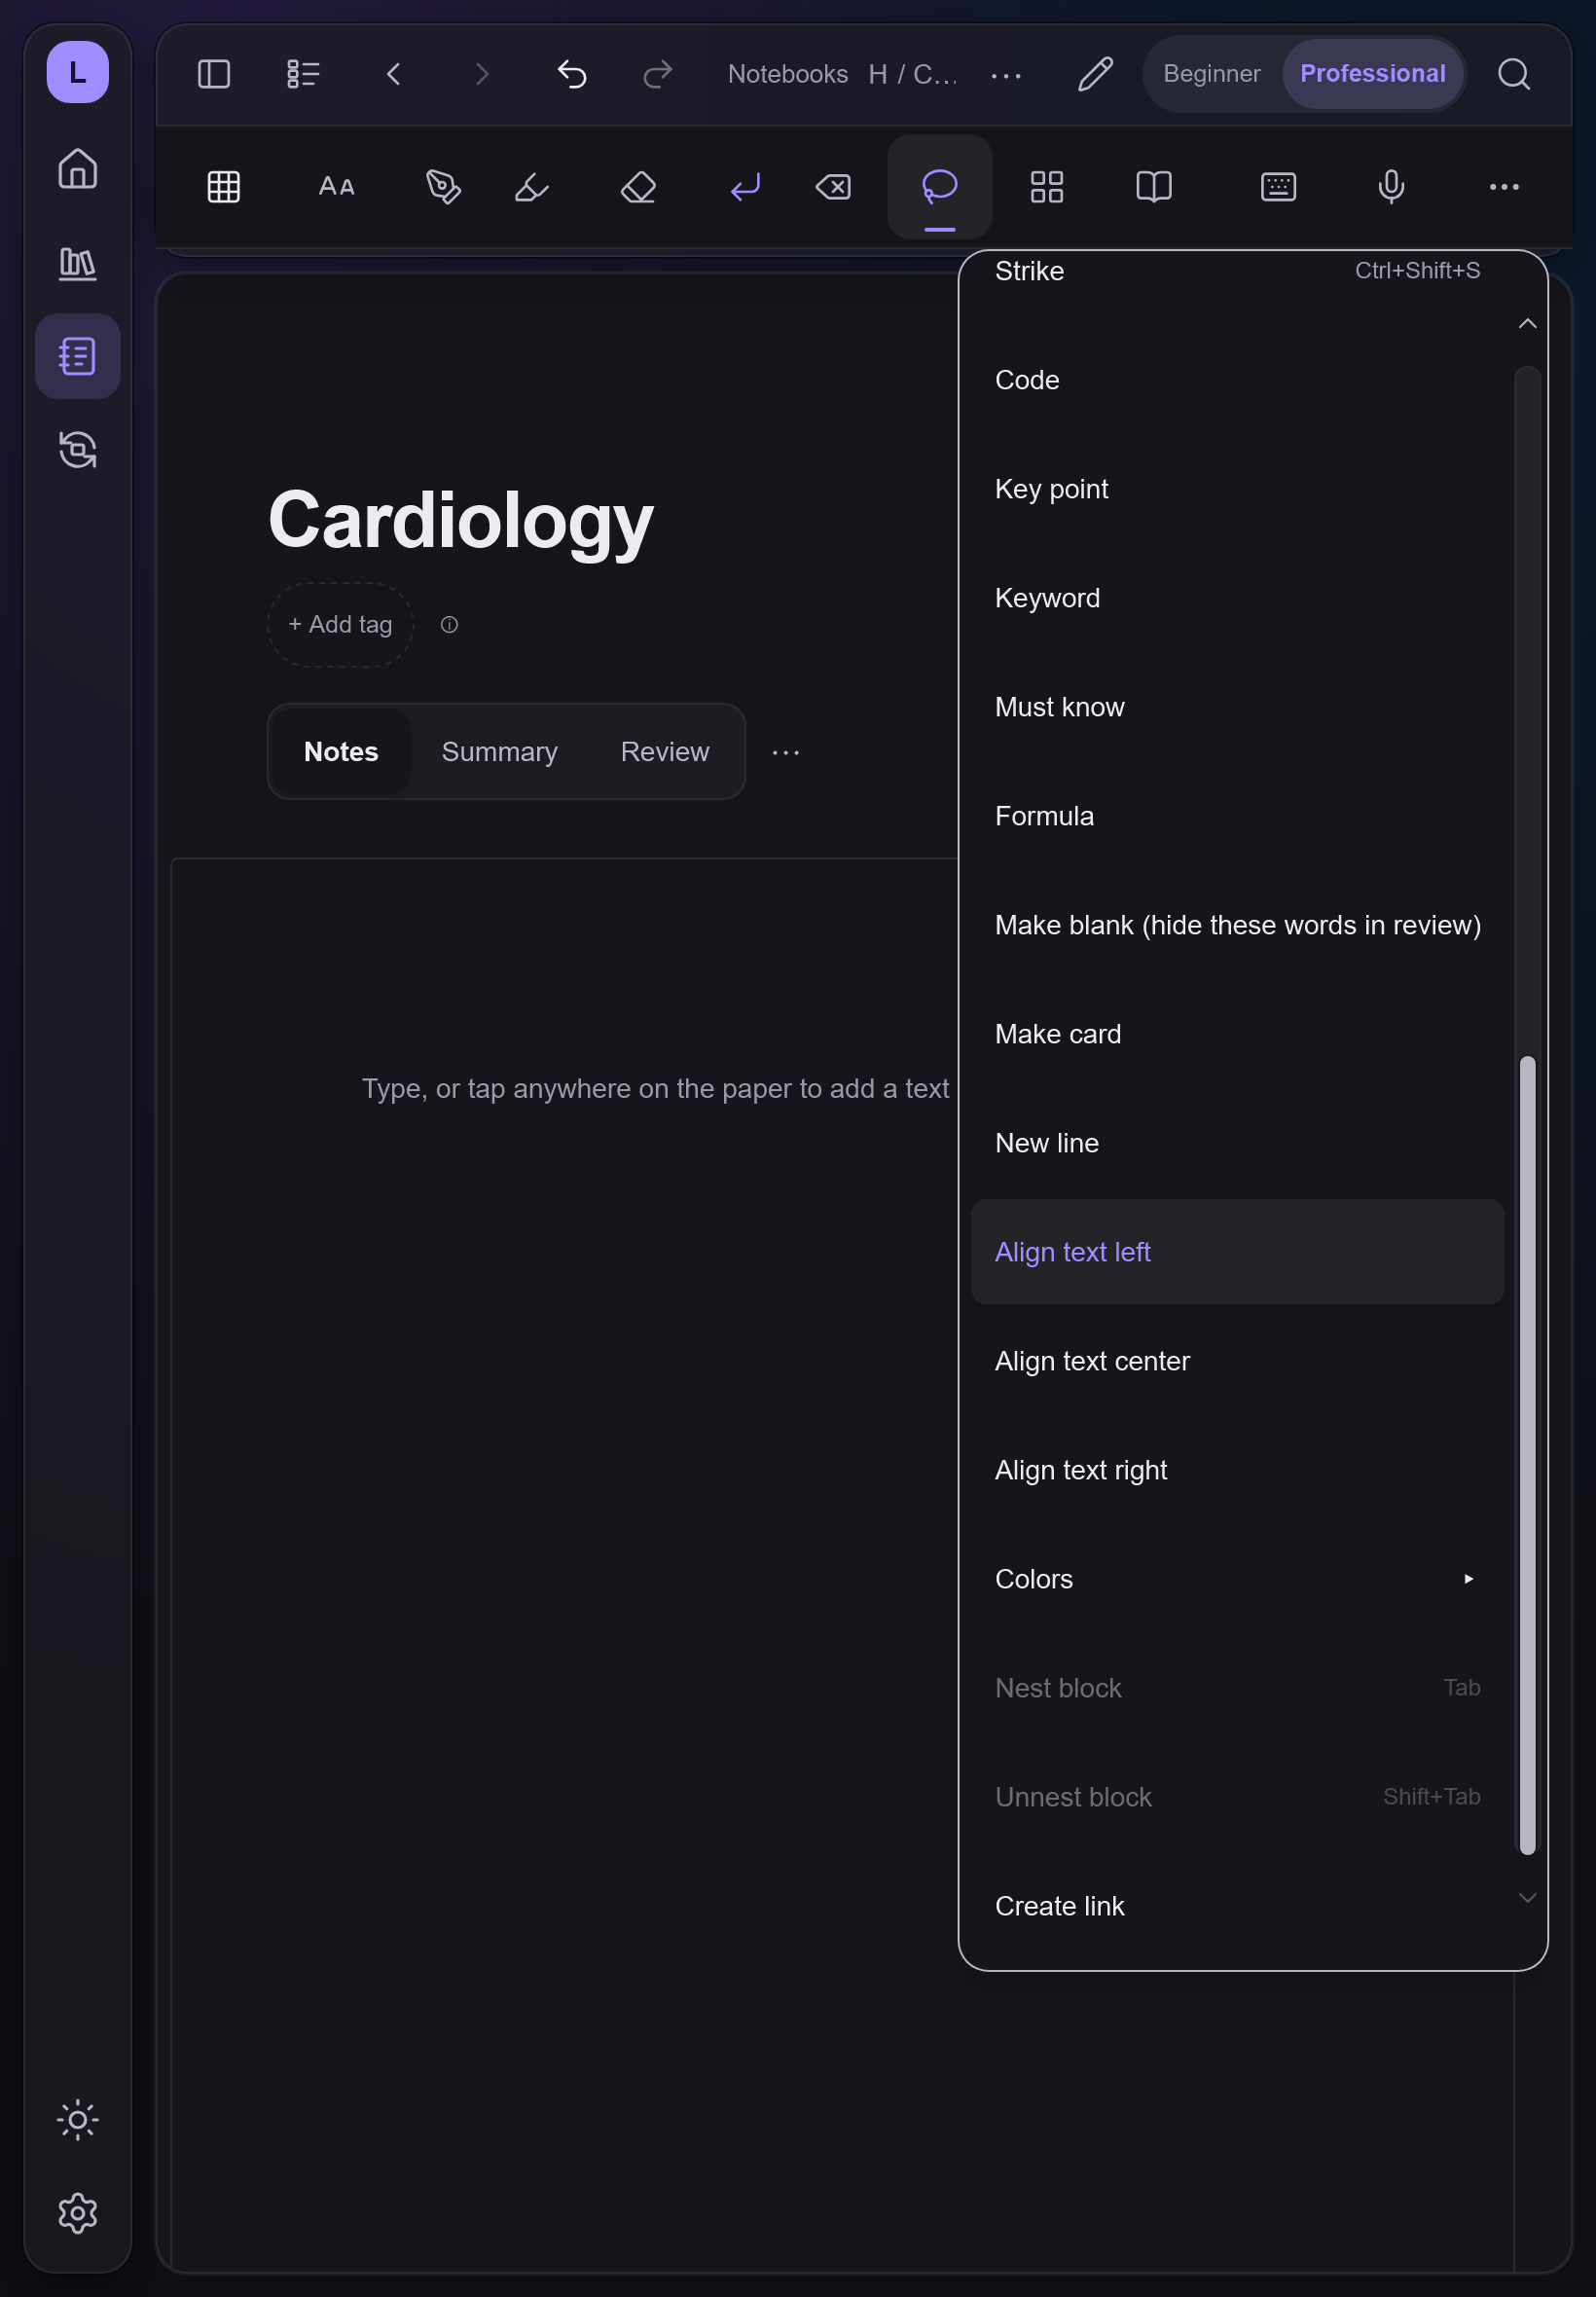 L
Notebooks H / C... ...
Beginner Professional
AA
Strike Ctrl+Shift+S
Code
Key point
Keyword
Must know
Formula
Make blank (hide these words in review)
Make card
New line
Align text left
Align text center
Align text right
Colors
Nest block Tab
Unnest block Shift+Tab
Create link
Cardiology
+ Add tag
Notes Summary Review ...
Type, or tap anywhere on the paper to add a text